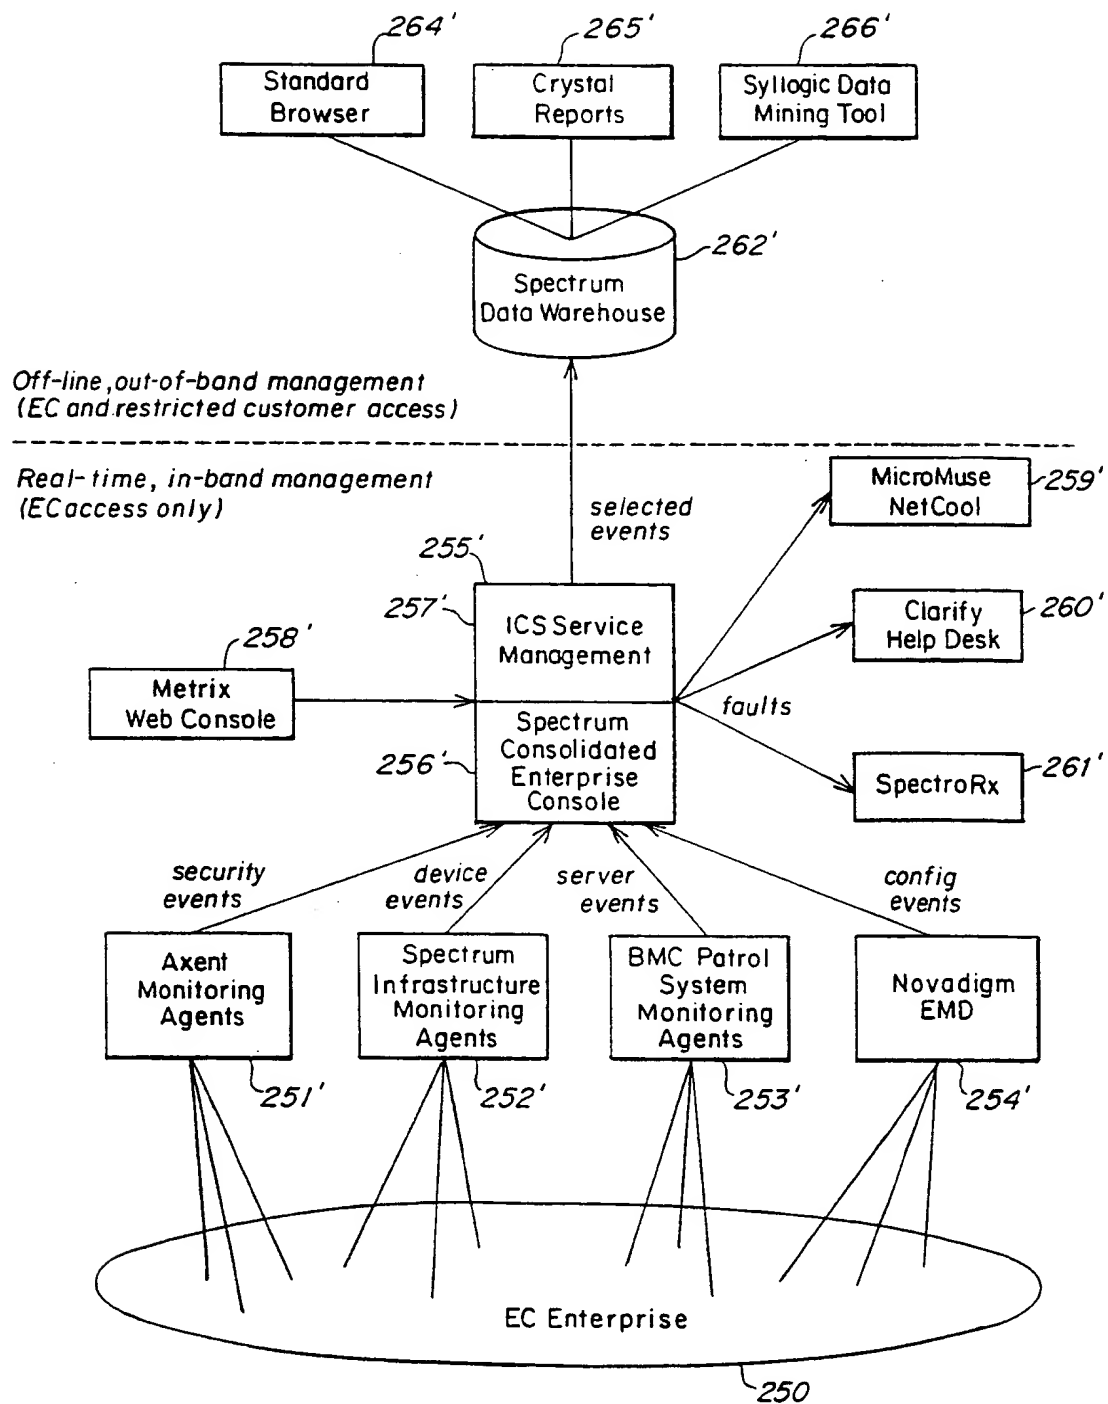 264'
265'
266'
Standard
Browser
Crystal
Reports
Syllogic Data
Mining Tool
262'
Spectrum
Data Warehouse
Off-line, out-of-band management
(EC and restricted customer access)
Real-time, in-band management
(EC access only)
selected
events
MicroMuse
NetCool
259'
255'
257'
ICS Service
Management
Clarify
Help Desk
260'
258'
Metrix
Web Console
faults
256'
Spectrum
Consolidated
Enterprise
Console
SpectroRx
261'
security
events
device
events
server
events
config
events
Axent
Monitoring
Agents
Spectrum
Infrastructure
Monitoring
Agents
BMC Patrol
System
Monitoring
Agents
Novadigm
EMD
251'
252'
253'
254'
EC Enterprise
250